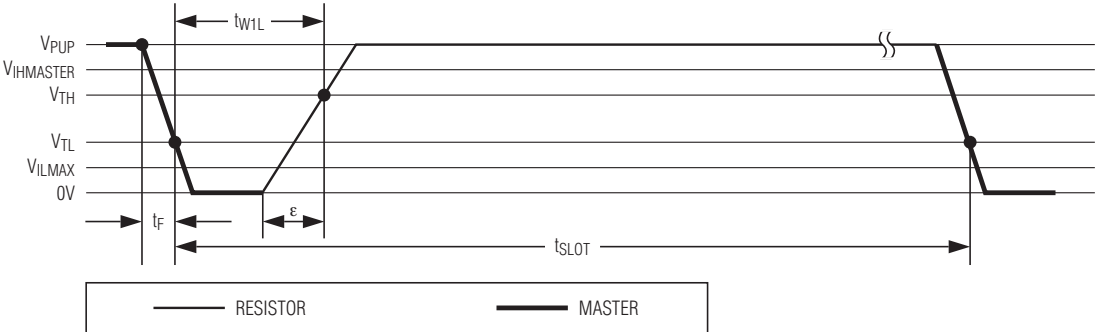 tW1L
VPUP
VIHMASTER
VTH
VTL
VILMAX
0V
tF
ε
tSLOT
RESISTOR
MASTER